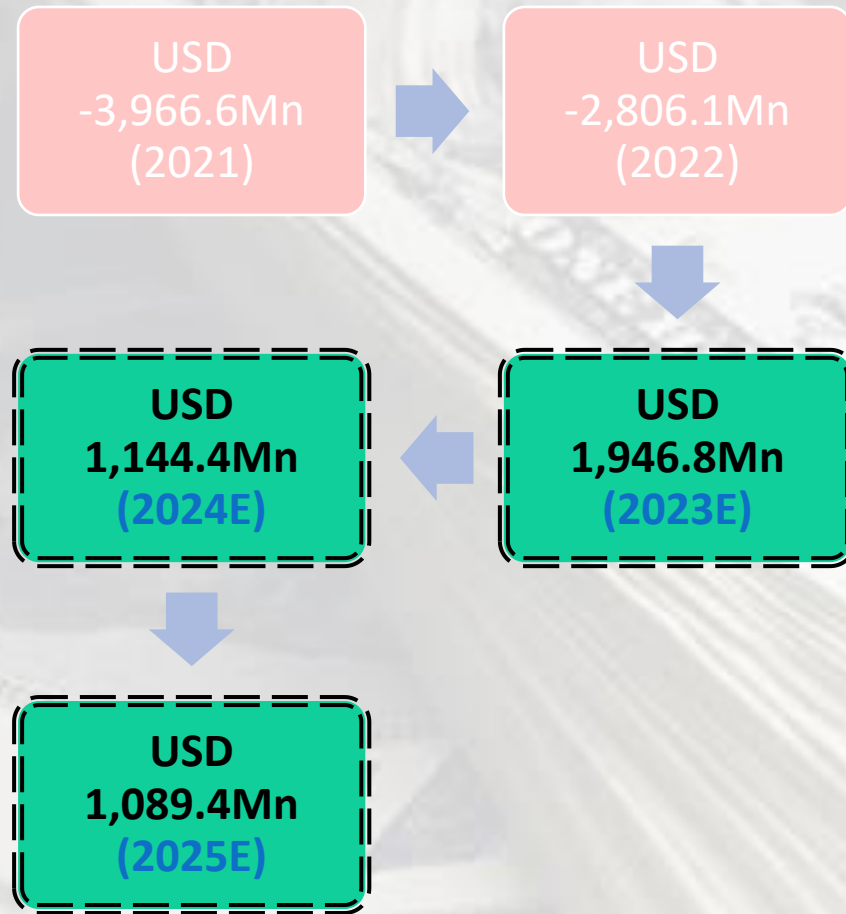 USD
-3,966.6Mn
(2021)
USD
-2,806.1Mn
(2022)
USD
1,946.8Mn
(2023E)
USD
1,144.4Mn
(2024E)
USD
1,089.4Mn
(2025E)